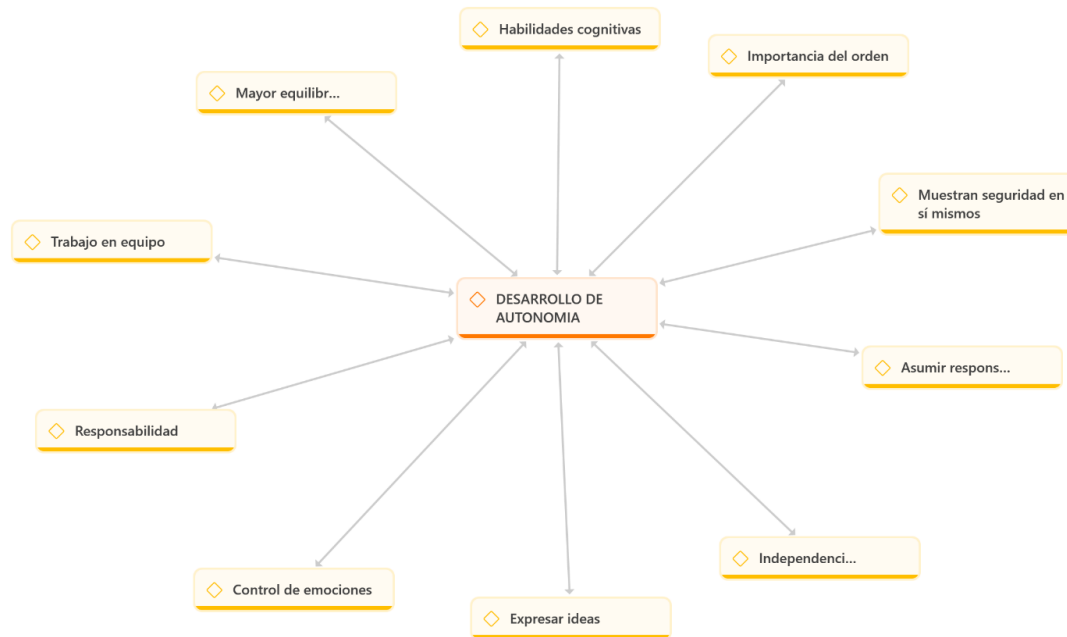 Habilidades cognitivas
Importancia del orden
Mayor equilibr...
Muestran seguridad en
sí mismos
Trabajo en equipo
DESARROLLO DE
AUTONOMIA
Asumir respons...
Responsabilidad
Independenci...
Control de emociones
Expresar ideas